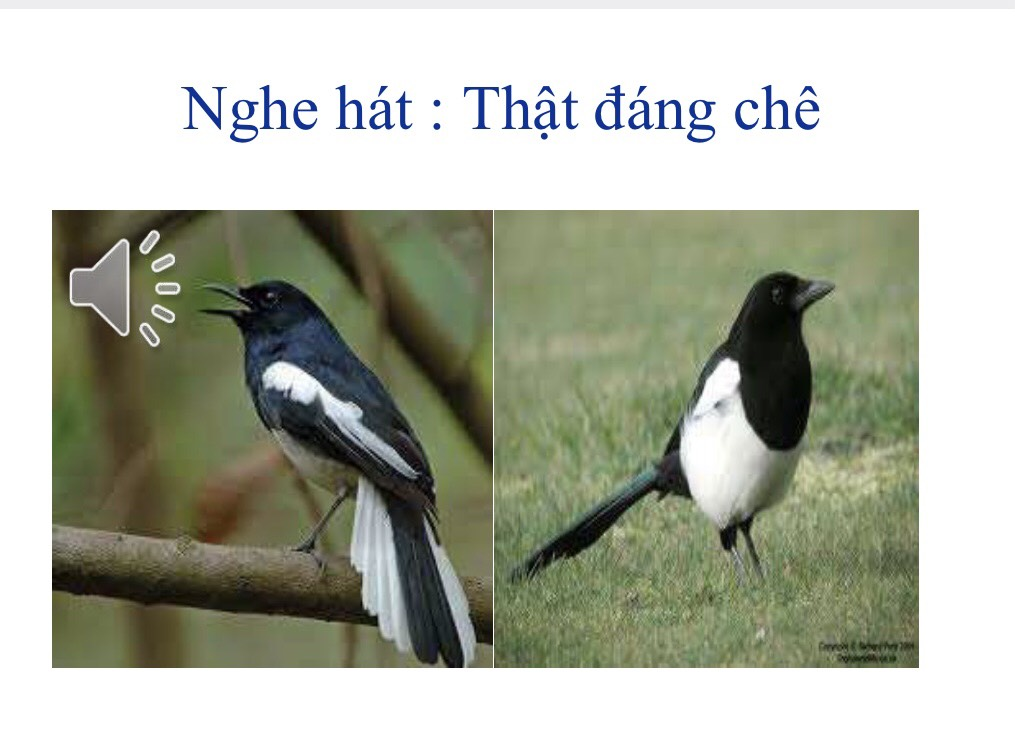 Nghe hát : Thật đáng chê